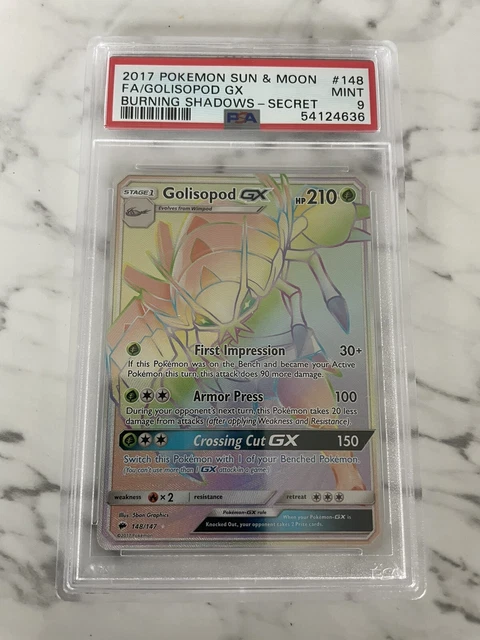 2017 POKEMON SUN & MOON #148
FA/GOLISOPOD GX MINT
BURNING SHADOWS - SECRET 9
PSA 54124636
STAGE 1 Golisopod GX HP 210
Evolves from Wimpod
First Impression 30+
If this Pokémon was on the Bench and became your Active
Pokémon this turn, this attack does 90 more damage.
Armor Press 100
During your opponent's next turn, this Pokémon takes 20 less
damage from attacks (after applying Weakness and Resistance).
Crossing Cut GX 150
Switch this Pokémon with 1 of your Benched Pokémon.
(You can't use more than 1 GX attack in a game.)
weakness ×2 resistance retreat
Pokémon-GX rule
When your Pokémon-GX is
Knocked Out, your opponent takes 2 Prize cards.
Illus. 5ban Graphics
148/147
©2017 Pokémon